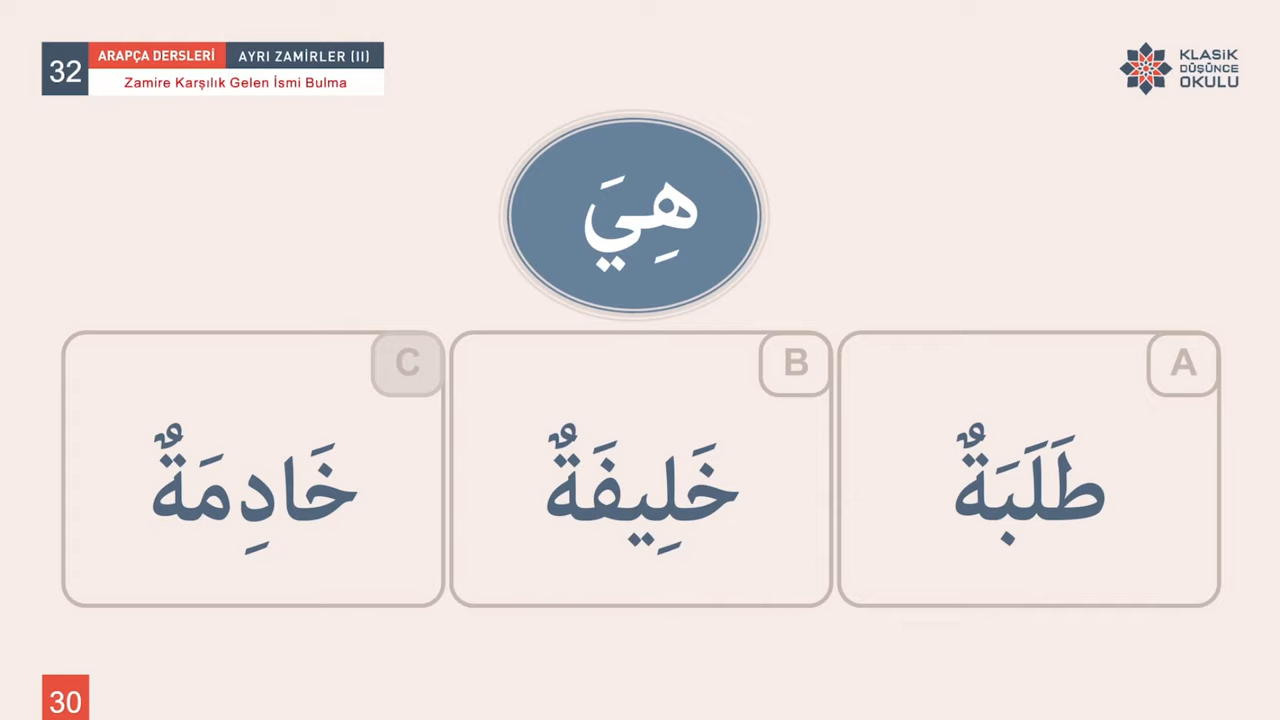 32
ARAPÇA DERSLERİ AYRI ZAMİRLER (II)
Zamire Karşılık Gelen İsmi Bulma
KLASİK
DÜŞÜNCE
OKULU
هِيَ
A
طَلَبَةٌ
B
خَلِيفَةٌ
C
خَادِمَةٌ
30